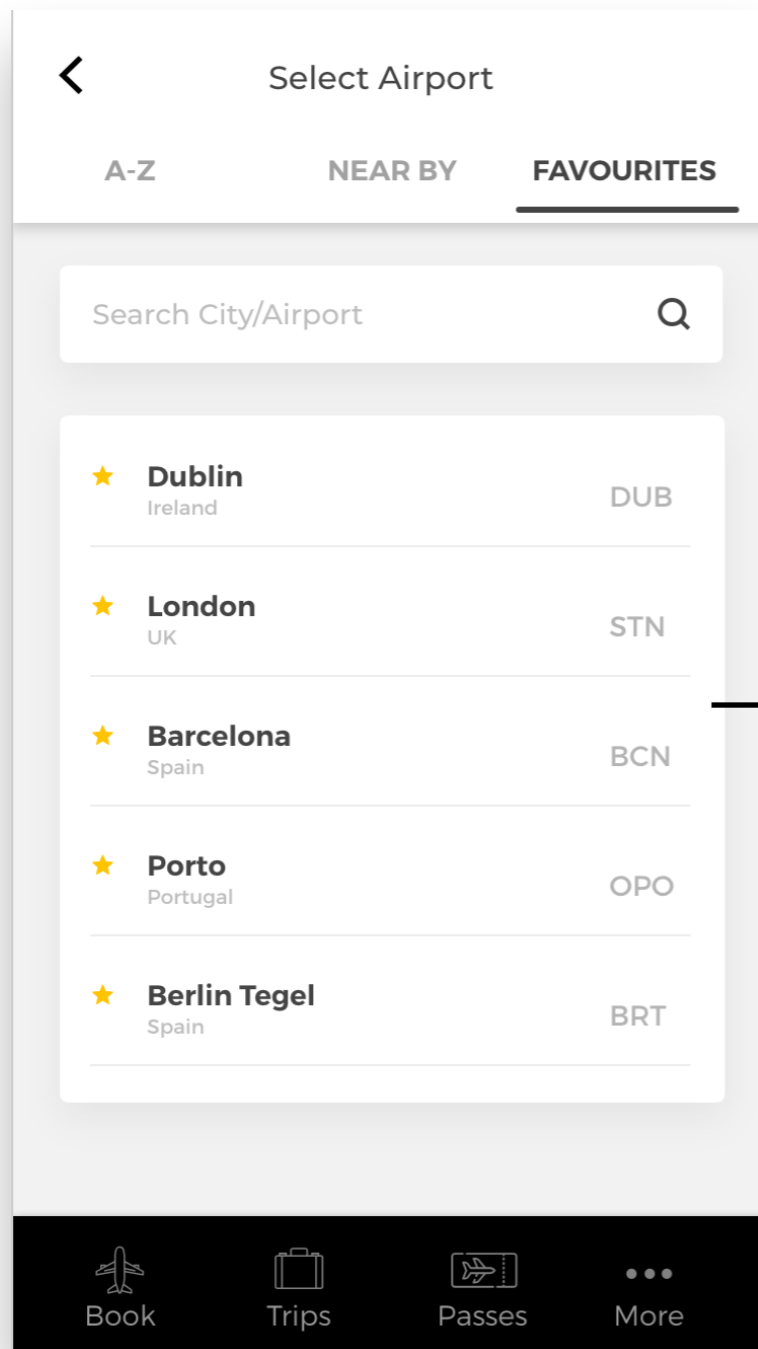 Select Airport
A-Z NEAR BY FAVOURITES
Search City/Airport
Dublin
Ireland
DUB
London
UK
STN
Barcelona
Spain
BCN
Porto
Portugal
OPO
Berlin Tegel
Spain
BRT
Book Trips Passes More